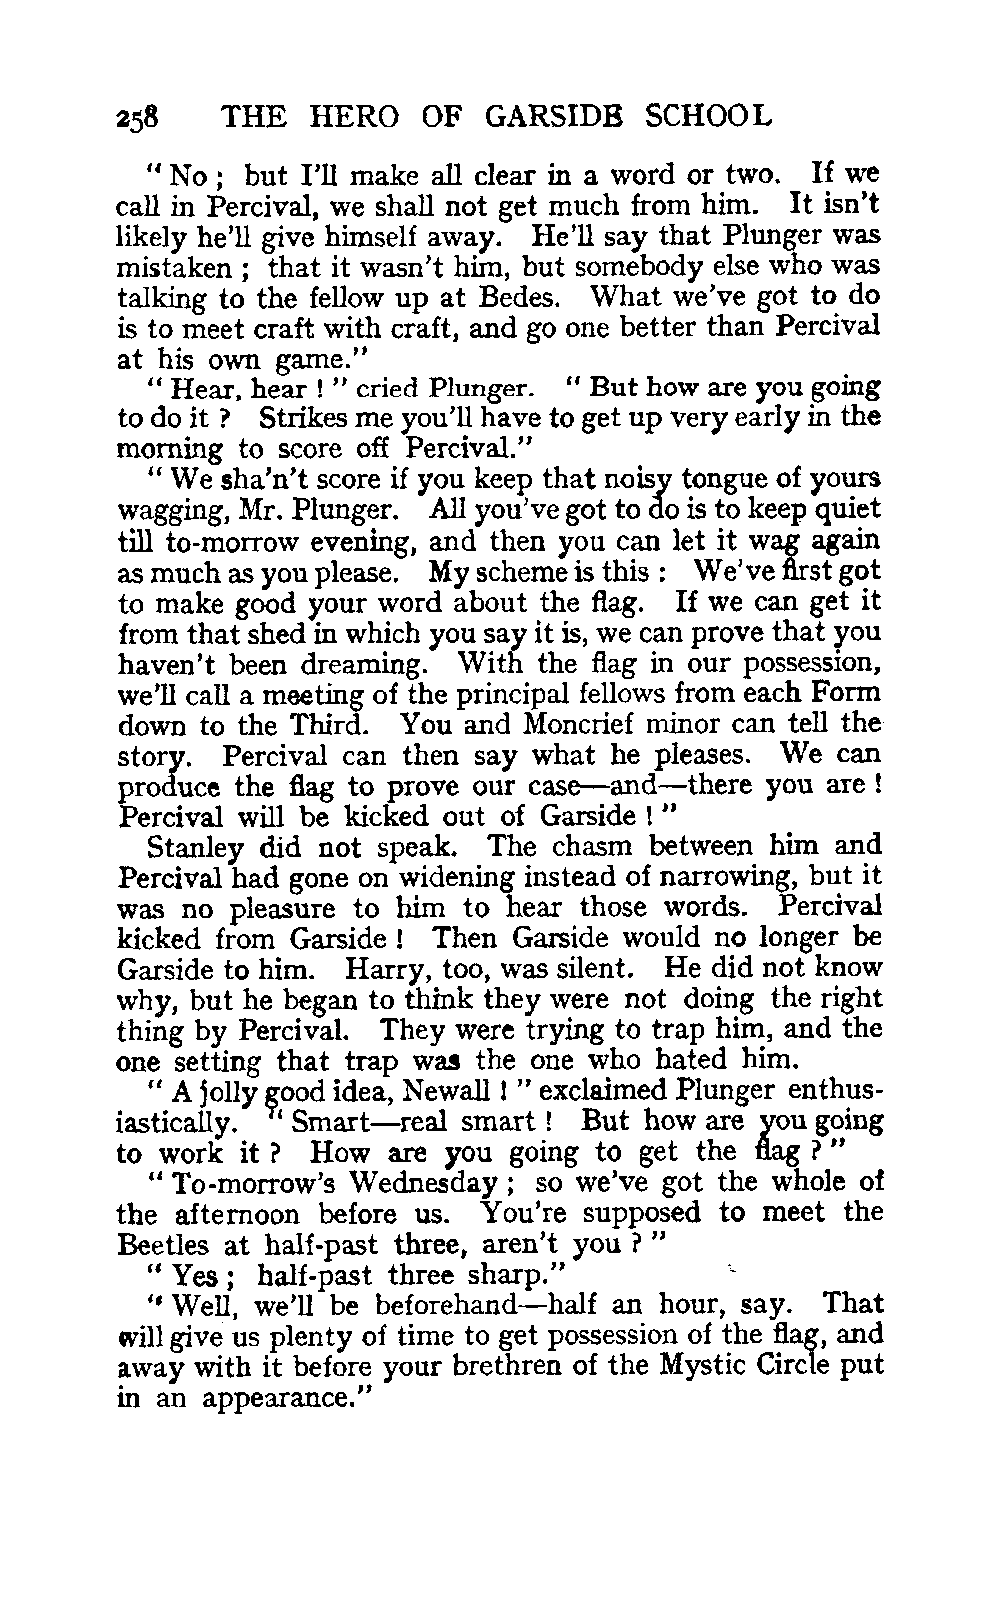 258 THE HERO OF GARSIDE SCHOOL
" No ; but I'll make all clear in a word or two. If we
call in Percival, we shall not get much from him. It isn't
likely he'll give himself away. He'll say that Plunger was
mistaken ; that it wasn't him, but somebody else who was
talking to the fellow up at Bedes. What we've got to do
is to meet craft with craft, and go one better than Percival
at his own game."
" Hear, hear ! " cried Plunger. " But how are you going
to do it ? Strikes me you'll have to get up very early in the
morning to score off Percival."
" We sha'n't score if you keep that noisy tongue of yours
wagging, Mr. Plunger. All you've got to do is to keep quiet
till to-morrow evening, and then you can let it wag again
as much as you please. My scheme is this : We've first got
to make good your word about the flag. If we can get it
from that shed in which you say it is, we can prove that you
haven't been dreaming. With the flag in our possession,
we'll call a meeting of the principal fellows from each Form
down to the Third. You and Moncrief minor can tell the
story. Percival can then say what he pleases. We can
produce the flag to prove our case—and—there you are !
Percival will be kicked out of Garside ! "
Stanley did not speak. The chasm between him and
Percival had gone on widening instead of narrowing, but it
was no pleasure to him to hear those words. Percival
kicked from Garside ! Then Garside would no longer be
Garside to him. Harry, too, was silent. He did not know
why, but he began to think they were not doing the right
thing by Percival. They were trying to trap him, and the
one setting that trap was the one who hated him.
" A jolly good idea, Newall ! " exclaimed Plunger enthus-
iastically. " Smart—real smart ! But how are you going
to work it ? How are you going to get the flag ? "
" To-morrow's Wednesday ; so we've got the whole of
the afternoon before us. You're supposed to meet the
Beetles at half-past three, aren't you ? "
" Yes ; half-past three sharp."
" Well, we'll be beforehand—half an hour, say. That
will give us plenty of time to get possession of the flag, and
away with it before your brethren of the Mystic Circle put
in an appearance."